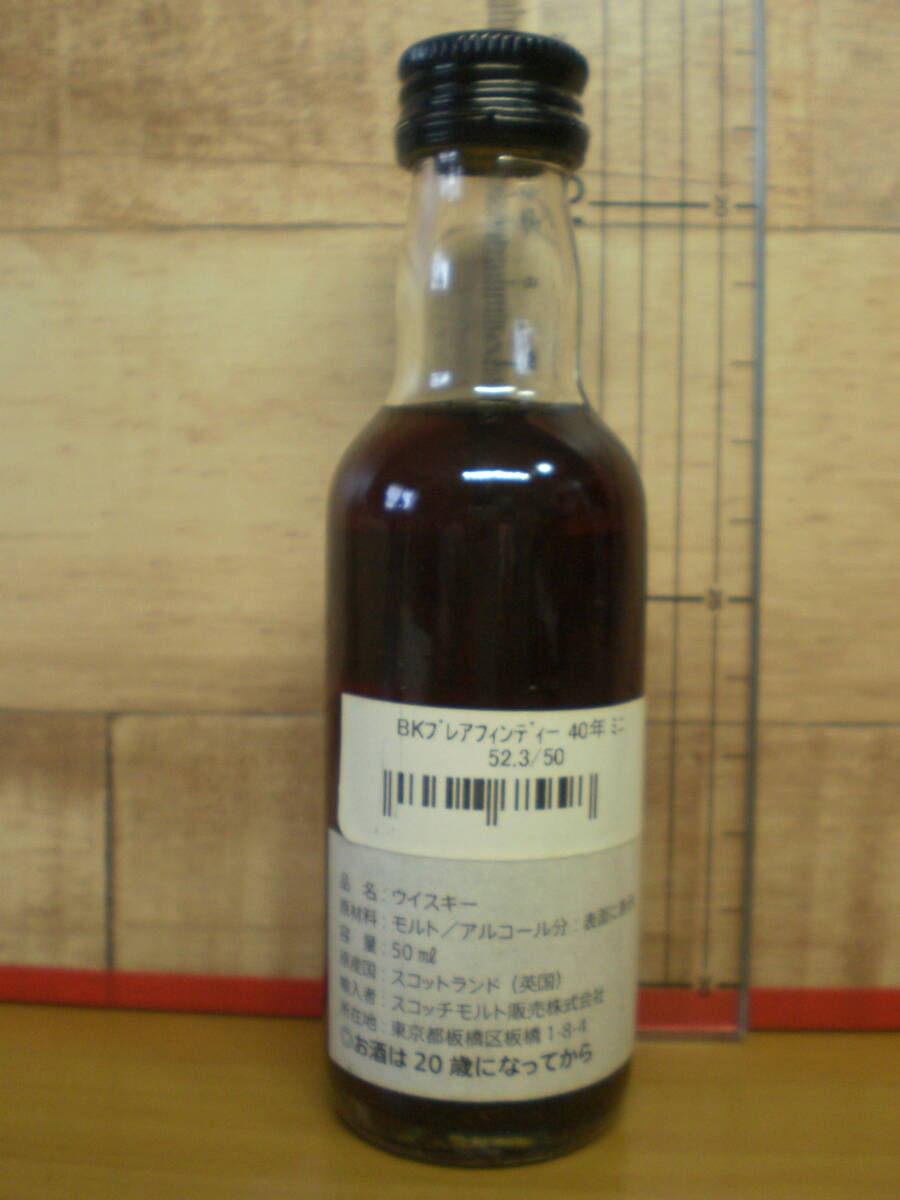 BKﾌﾞﾚｱﾌｨﾝﾃﾞｨｰ 40年 ﾐﾆ
52.3/50
品 名：ウイスキー
原材料：モルト／アルコール分：表面に
容 量：50㎖
原産国：スコットランド（英国）
輸入者：スコッチモルト販売株式会社
所在地：東京都板橋区板橋1-8-4
◎お酒は20歳になってから
20
20